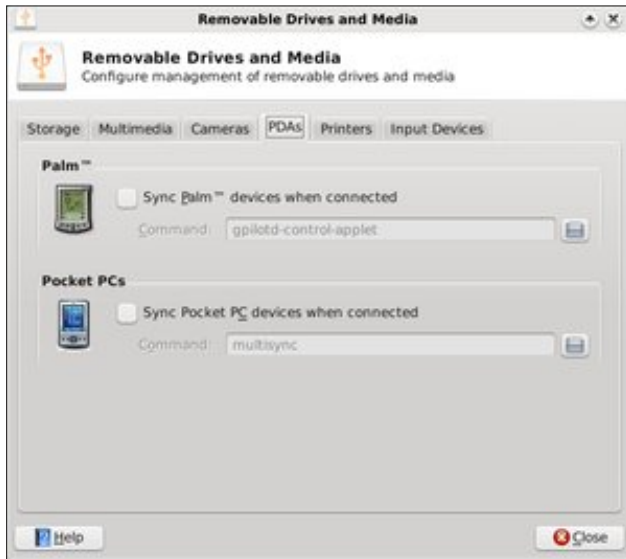 Removable Drives and Media
Removable Drives and Media
Configure management of removable drives and media
Storage Multimedia Cameras PDAs Printers Input Devices
Palm™
Sync Palm™ devices when connected
Command: gpilotd-control-applet
Pocket PCs
Sync Pocket PC devices when connected
Command: multisync
Help Close